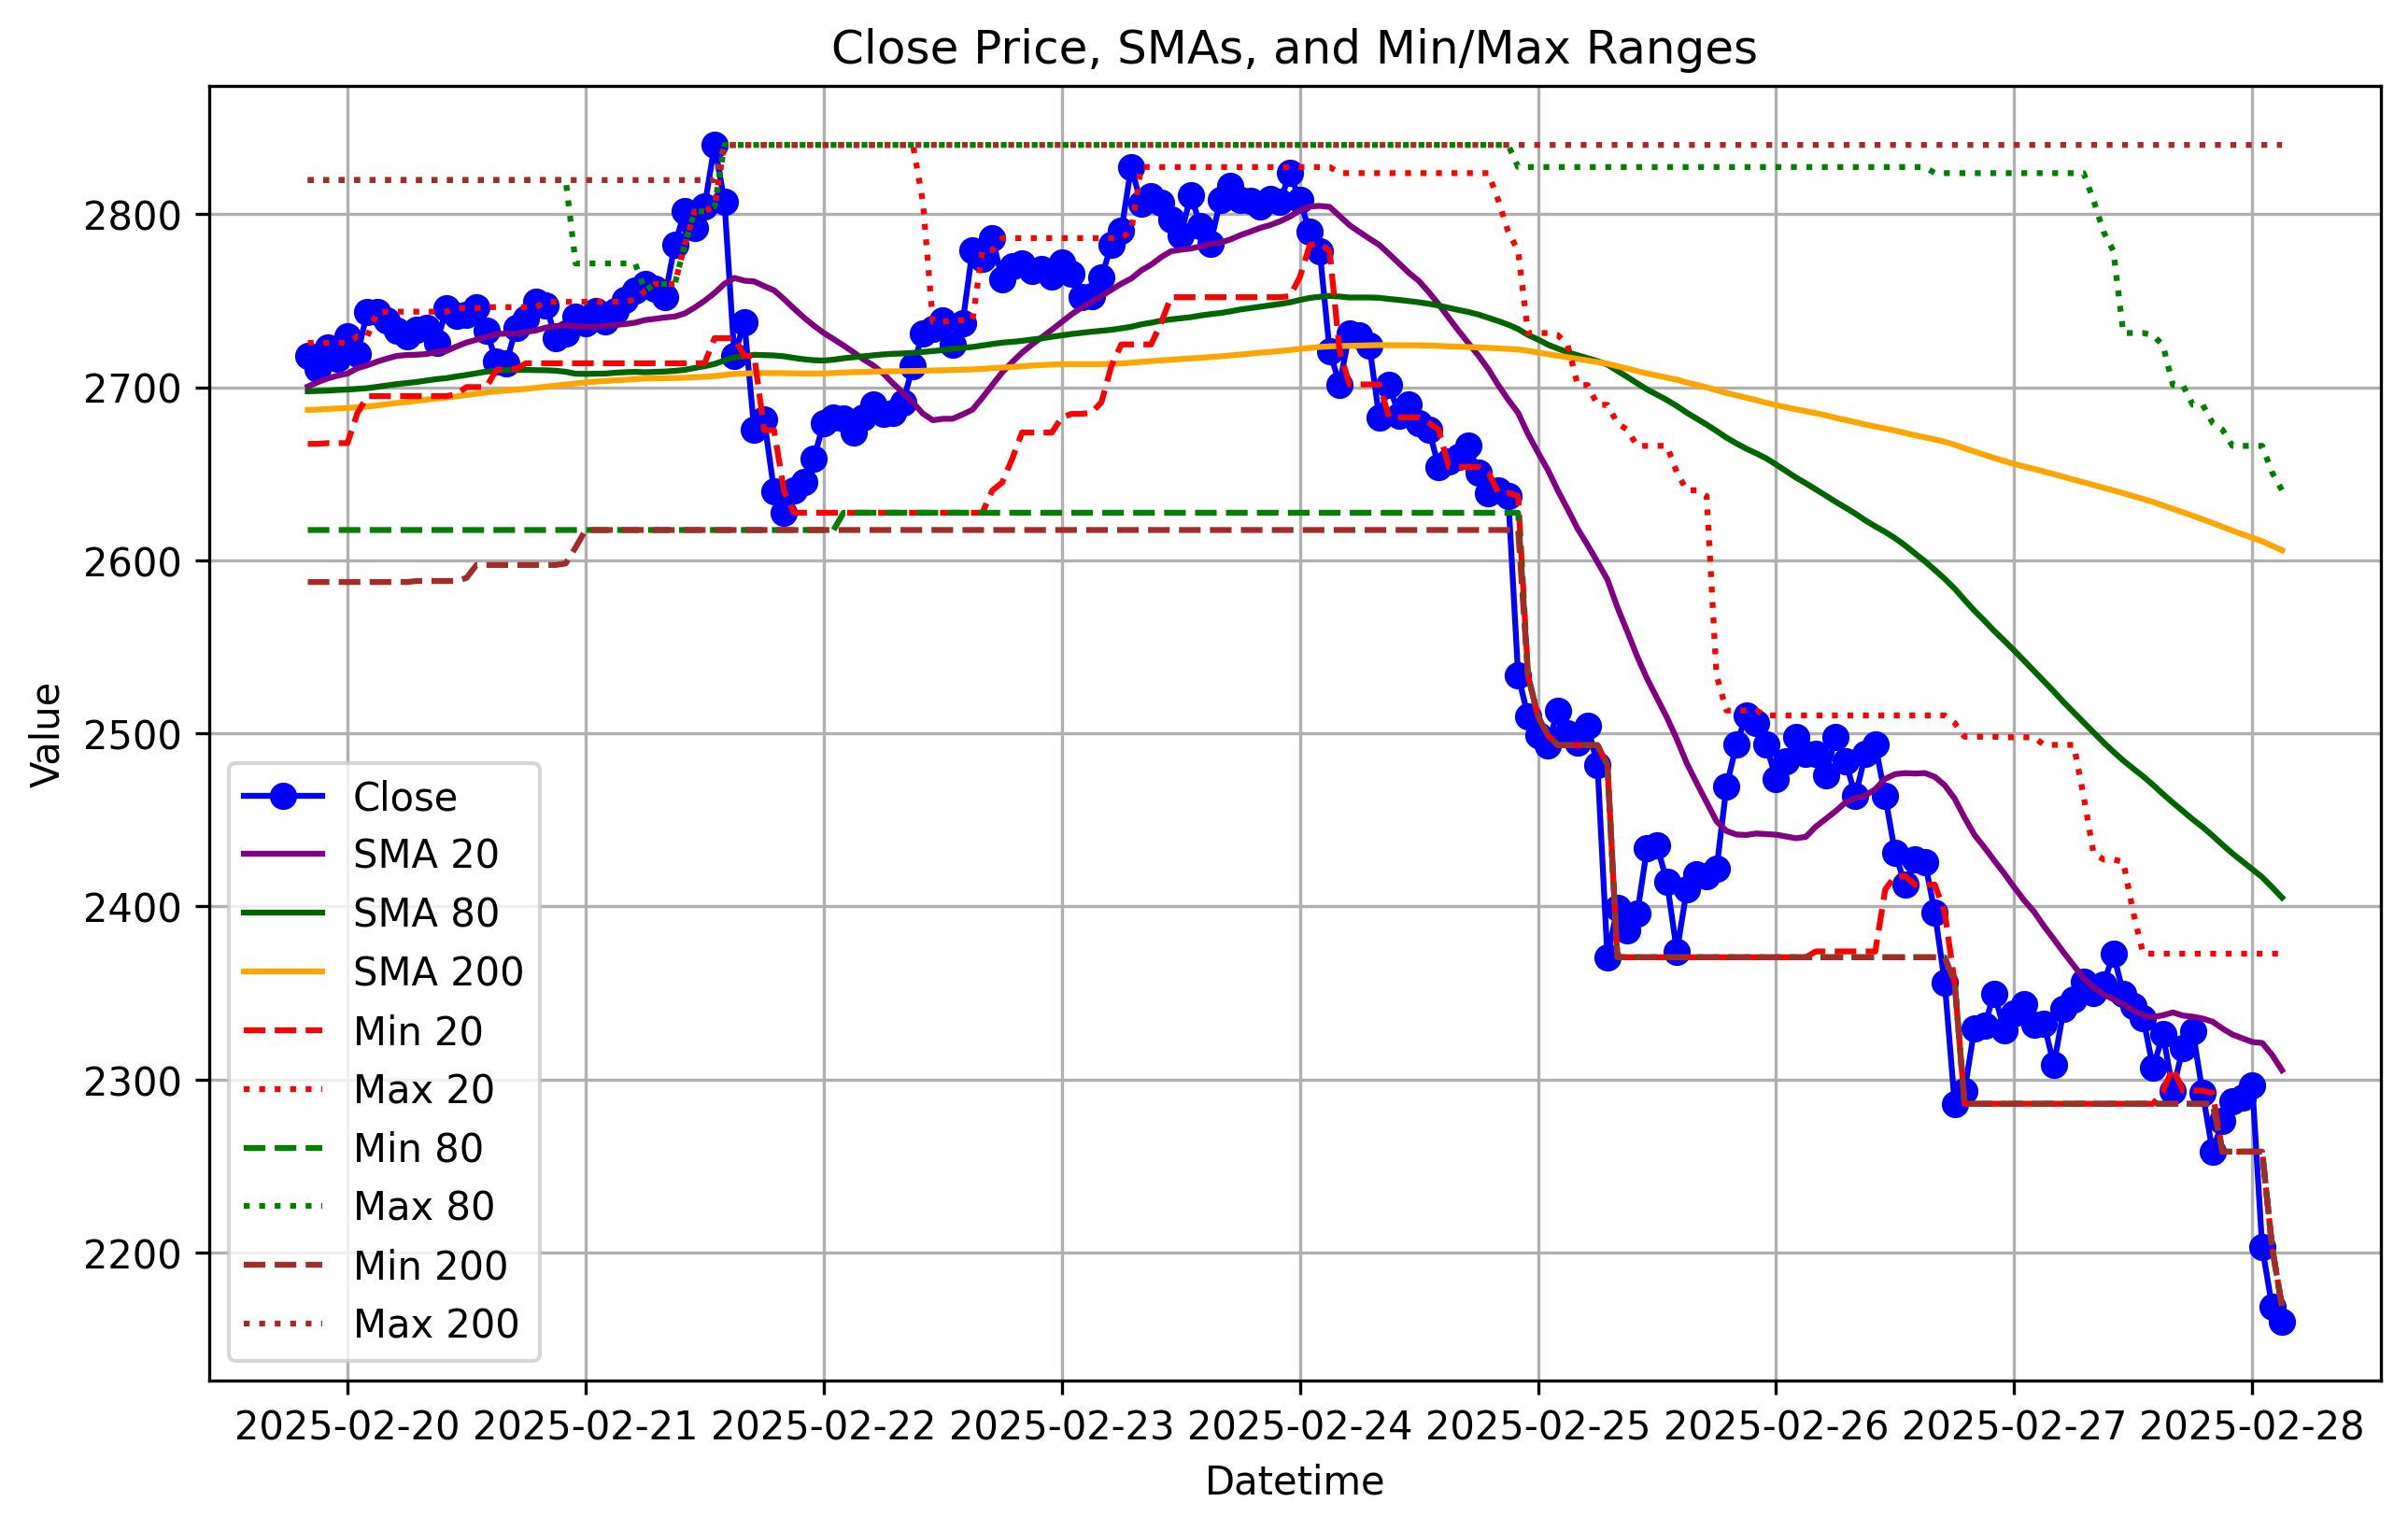 Close Price, SMAs, and Min/Max Ranges
Value
2800
2700
2600
2500
2400
2300
2200
Close
SMA 20
SMA 80
SMA 200
Min 20
Max 20
Min 80
Max 80
Min 200
Max 200
2025-02-20 2025-02-21 2025-02-22 2025-02-23 2025-02-24 2025-02-25 2025-02-26 2025-02-27 2025-02-28
Datetime